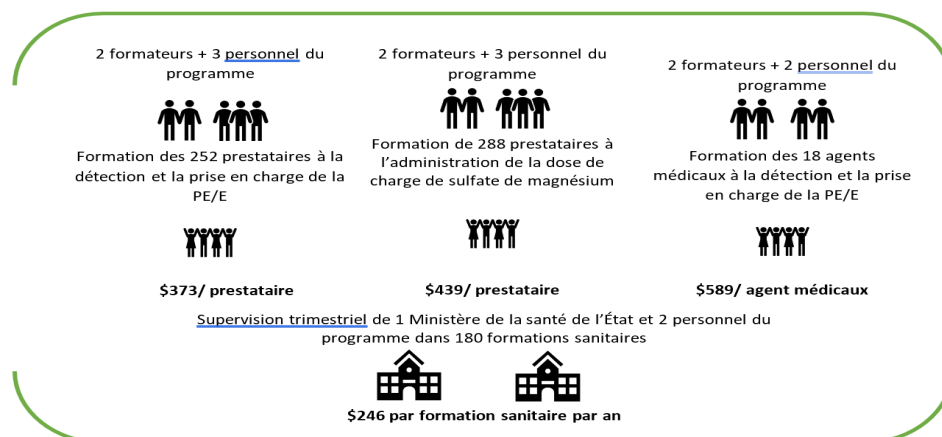 2 formateurs + 3 personnel du
programme
Formation des 252 prestataires à la
détection et la prise en charge de la
PE/E
$373/ prestataire
2 formateurs + 3 personnel du
programme
Formation de 288 prestataires à
l’administration de la dose de
charge de sulfate de magnésium
$439/ prestataire
2 formateurs + 2 personnel du
programme
Formation des 18 agents
médicaux à la détection et la prise
en charge de la PE/E
$589/ agent médicaux
Supervision trimestriel de 1 Ministère de la santé de l’État et 2 personnel du
programme dans 180 formations sanitaires
$246 par formation sanitaire par an